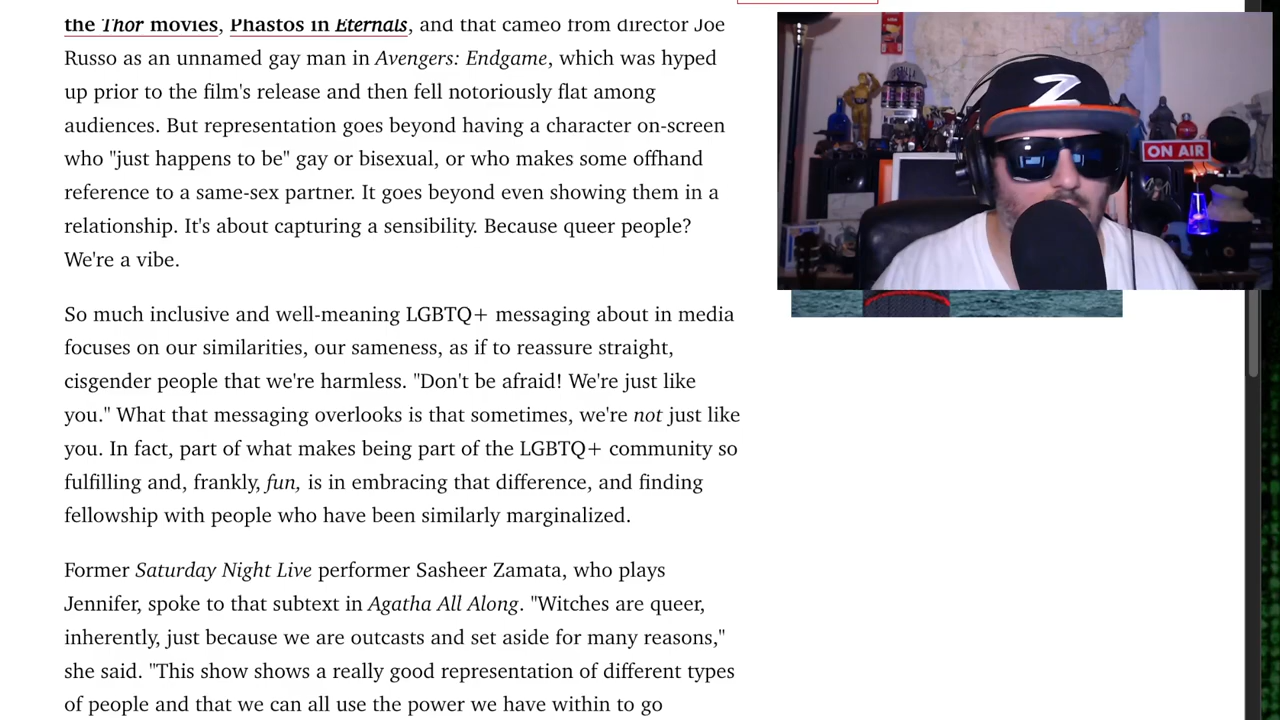 the Thor movies, Phastos in Eternals, and that cameo from director Joe
Russo as an unnamed gay man in Avengers: Endgame, which was hyped
up prior to the film's release and then fell notoriously flat among
audiences. But representation goes beyond having a character on-screen
who "just happens to be" gay or bisexual, or who makes some offhand
reference to a same-sex partner. It goes beyond even showing them in a
relationship. It's about capturing a sensibility. Because queer people?
We're a vibe.
So much inclusive and well-meaning LGBTQ+ messaging about in media
focuses on our similarities, our sameness, as if to reassure straight,
cisgender people that we're harmless. "Don't be afraid! We're just like
you." What that messaging overlooks is that sometimes, we're not just like
you. In fact, part of what makes being part of the LGBTQ+ community so
fulfilling and, frankly, fun, is in embracing that difference, and finding
fellowship with people who have been similarly marginalized.
Former Saturday Night Live performer Sasheer Zamata, who plays
Jennifer, spoke to that subtext in Agatha All Along. "Witches are queer,
inherently, just because we are outcasts and set aside for many reasons,"
she said. "This show shows a really good representation of different types
of people and that we can all use the power we have within to go
Z
ON AIR